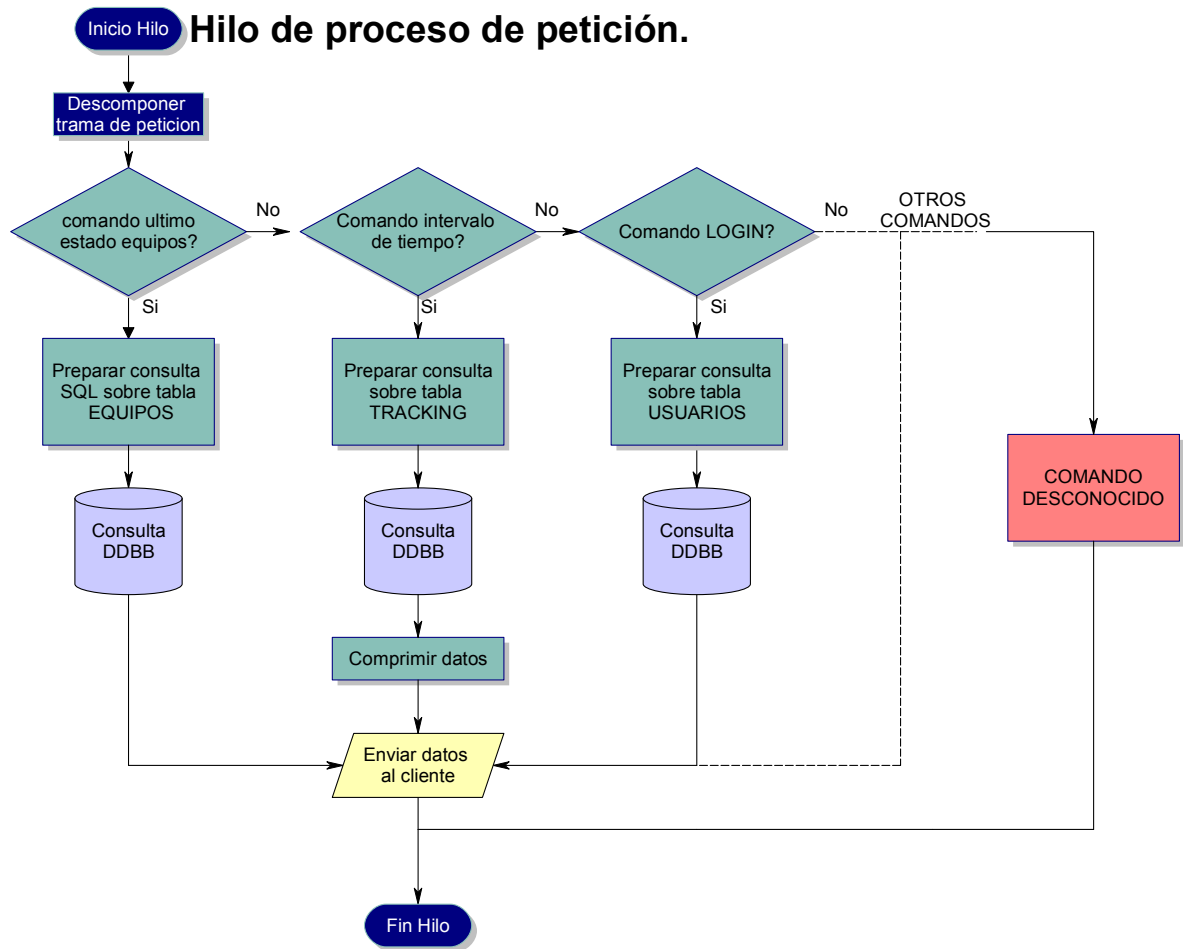 Inicio Hilo
Hilo de proceso de petición.
Descomponer
trama de peticion
comando ultimo
estado equipos?
No
Comando intervalo
de tiempo?
No
Comando LOGIN?
No
OTROS
COMANDOS
Si
Si
Si
Preparar consulta
SQL sobre tabla
EQUIPOS
Preparar consulta
sobre tabla
TRACKING
Preparar consulta
sobre tabla
USUARIOS
COMANDO
DESCONOCIDO
Consulta
DDBB
Consulta
DDBB
Consulta
DDBB
Comprimir datos
Enviar datos
al cliente
Fin Hilo